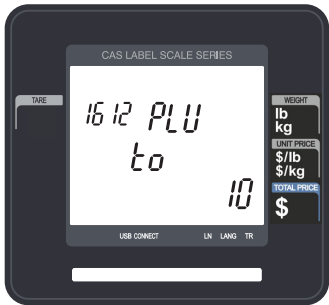 CAS LABEL SCALE SERIES
TARE
1612 PLU
to
10
WEIGHT
lb
kg
UNIT PRICE
$/lb
$/kg
TOTAL PRICE
$
USB CONNECT LN LANG TR